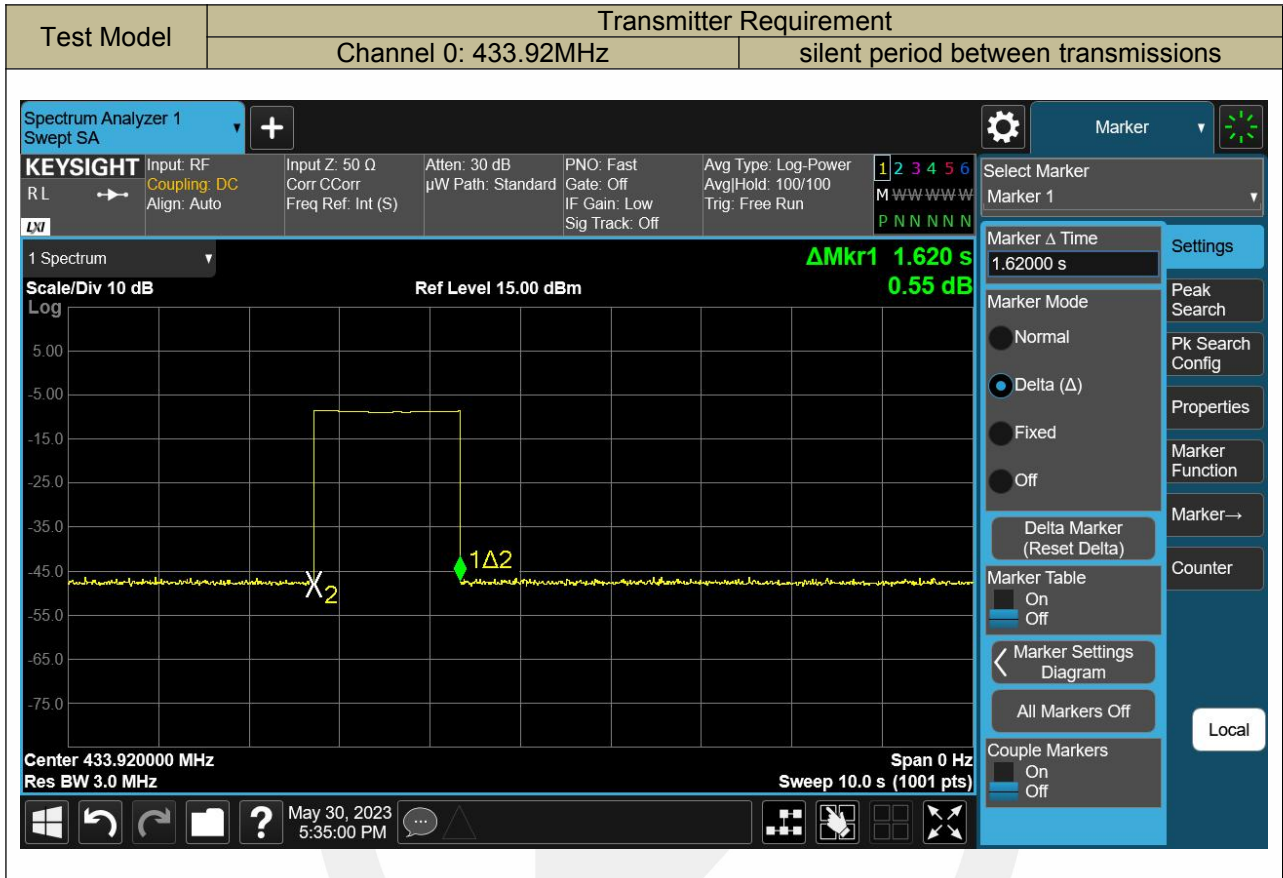 Test Model
Transmitter Requirement
Channel 0: 433.92MHz
silent period between transmissions
Spectrum Analyzer 1
Swept SA
+
Marker
KEYSIGHT
RL
LXI
Input: RF
Coupling: DC
Align: Auto
Input Z: 50 Ω
Corr CCorr
Freq Ref: Int (S)
Atten: 30 dB
µW Path: Standard
PNO: Fast
Gate: Off
IF Gain: Low
Sig Track: Off
Avg Type: Log-Power
Avg|Hold: 100/100
Trig: Free Run
1 2 3 4 5 6
M W W W W W
P N N N N N
Select Marker
Marker 1
1 Spectrum
ΔMkr1 1.620 s
0.55 dB
Scale/Div 10 dB
Ref Level 15.00 dBm
Log
5.00
-5.00
-15.0
-25.0
-35.0
-45.0
-55.0
-65.0
-75.0
1Δ2
X2
Center 433.920000 MHz
Res BW 3.0 MHz
Span 0 Hz
Sweep 10.0 s (1001 pts)
Marker Δ Time
1.62000 s
Marker Mode
Normal
Delta (Δ)
Fixed
Off
Delta Marker
(Reset Delta)
Marker Table
On
Off
Marker Settings
Diagram
All Markers Off
Couple Markers
On
Off
Settings
Peak
Search
Pk Search
Config
Properties
Marker
Function
Marker→
Counter
Local
?
May 30, 2023
5:35:00 PM